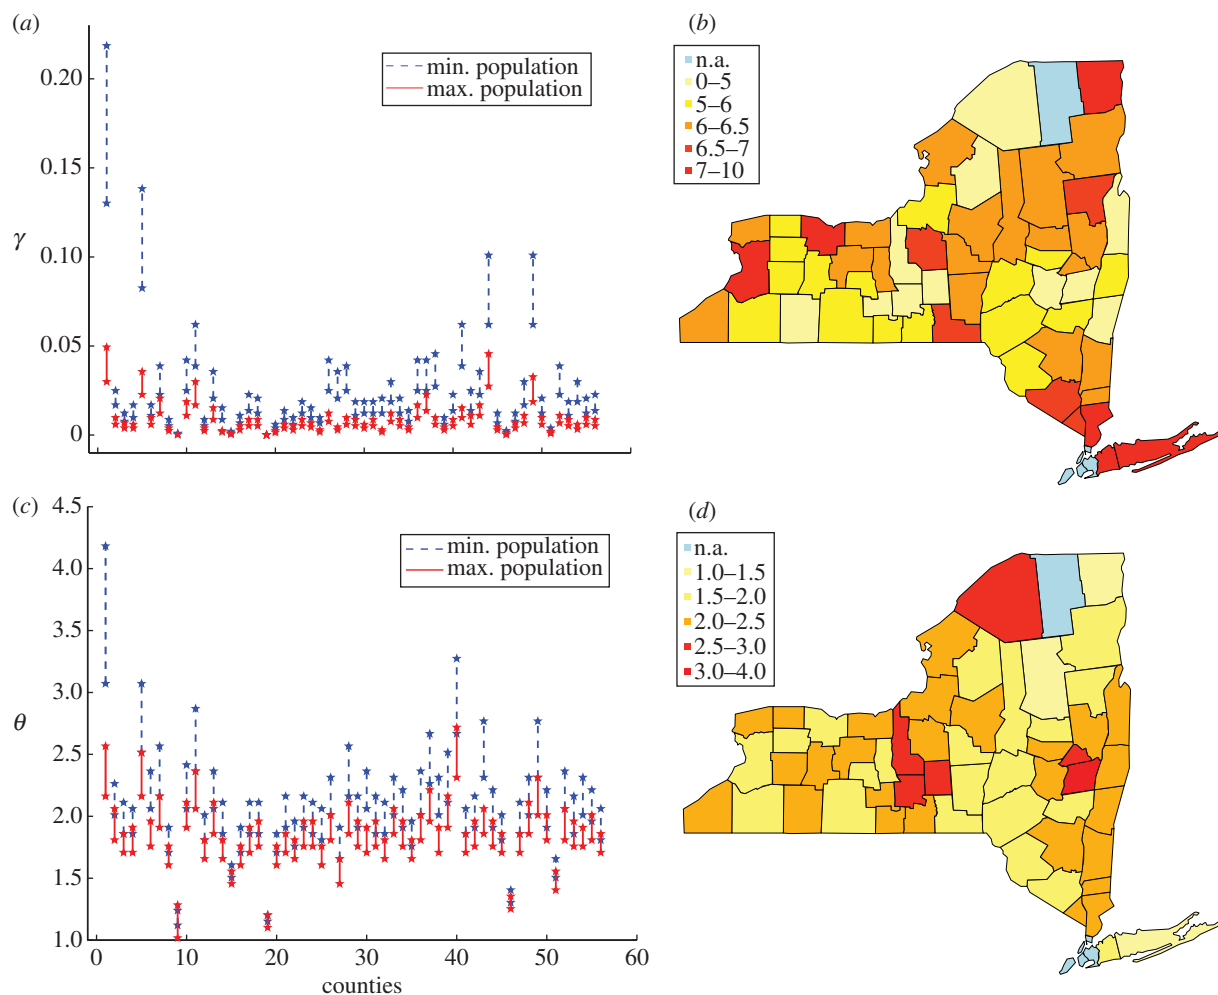 (a)
γ
0.20
0.15
0.10
0.05
0
min. population
max. population
(b)
n.a.
0–5
5–6
6–6.5
6.5–7
7–10
(c)
θ
4.5
4.0
3.5
3.0
2.5
2.0
1.5
1.0
min. population
max. population
0 10 20 30 40 50 60
counties
(d)
n.a.
1.0–1.5
1.5–2.0
2.0–2.5
2.5–3.0
3.0–4.0